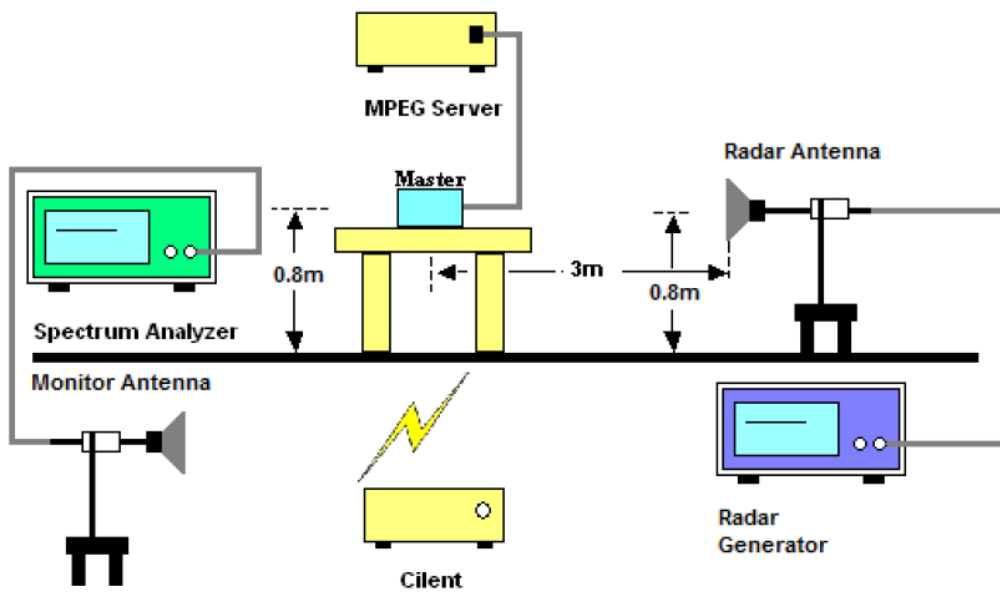 MPEG Server
Radar Antenna
Master
0.8m
3m
0.8m
Spectrum Analyzer
Monitor Antenna
Radar
Generator
Cilent